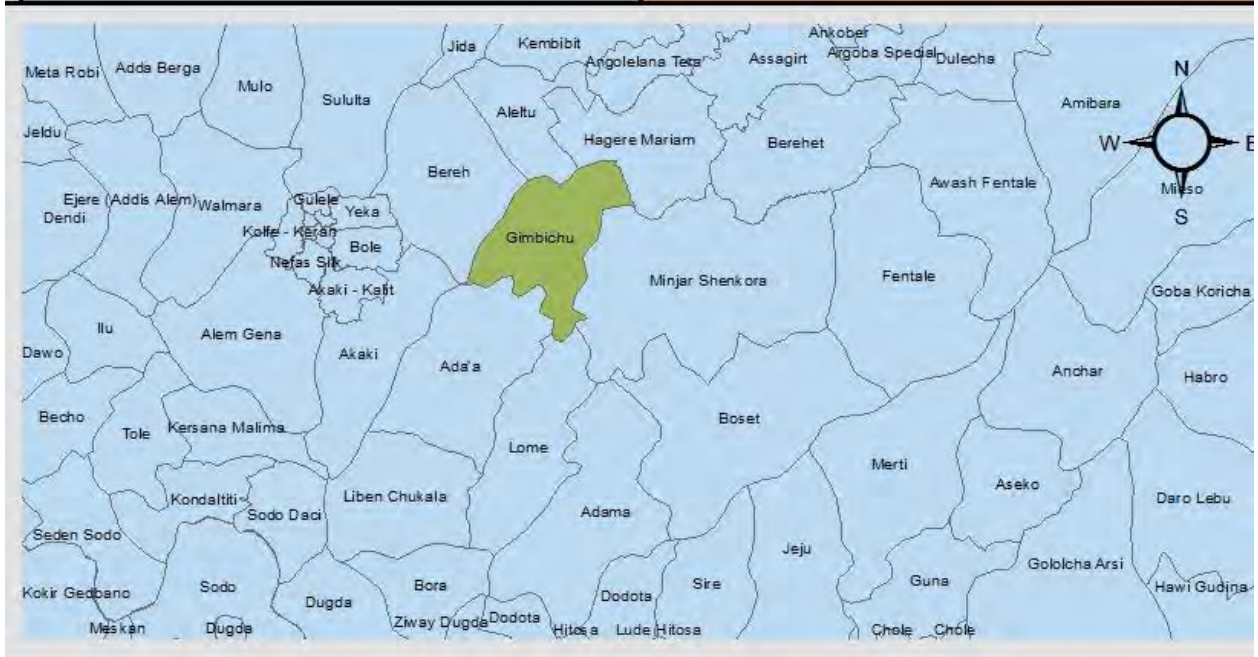 Ankober
Jida
Kembibit
Angolelana Tera
Assagirt
Argoba Special
Dulecha
Meta Robi
Adda Berga
Mulo
Sululta
Aleltu
Amibara
N
Jeldu
Hagere Mariam
Berehet
W
E
Bereh
Awash Fentale
Mieso
S
Ejere (Addis Alem)
Walmara
Gulele
Yeka
Dendi
Kolfe - Keran
Bole
Gimbichu
Nefas Silk
Akaki - Kalit
Minjar Shenkora
Fentale
Goba Koricha
Ilu
Alem Gena
Akaki
Ada'a
Dawo
Anchar
Habro
Becho
Tole
Kersana Malima
Lome
Boset
Merti
Aseko
Kondaltiti
Liben Chukala
Daro Lebu
Sodo Daci
Adama
Seden Sodo
Jeju
Gololcha Arsi
Kokir Gedbano
Sodo
Dugda
Bora
Dodota
Sire
Guna
Hawi Gudina
Meskan
Dugda
Ziway Dugda
Dodota
Hitosa
Lude Hitosa
Chole
Chole